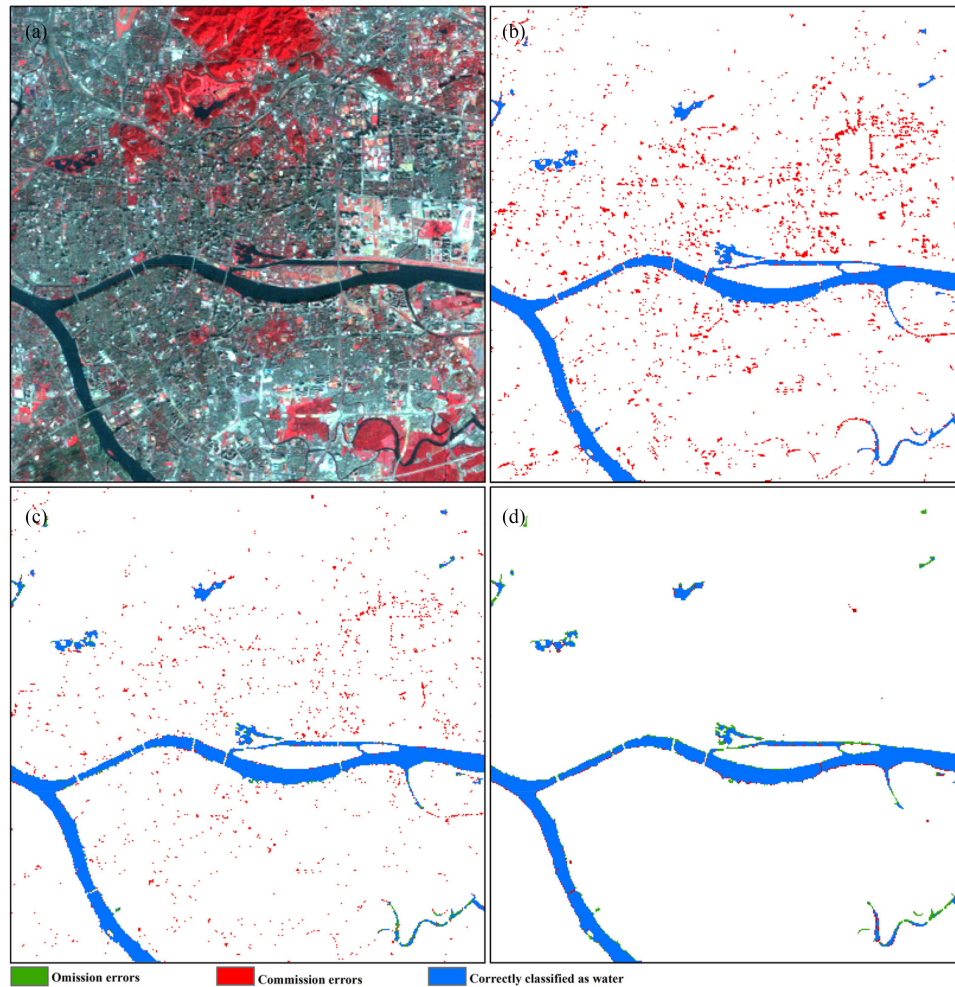 (a)
(b)
(c)
(d)
Omission errors
Commission errors
Correctly classified as water